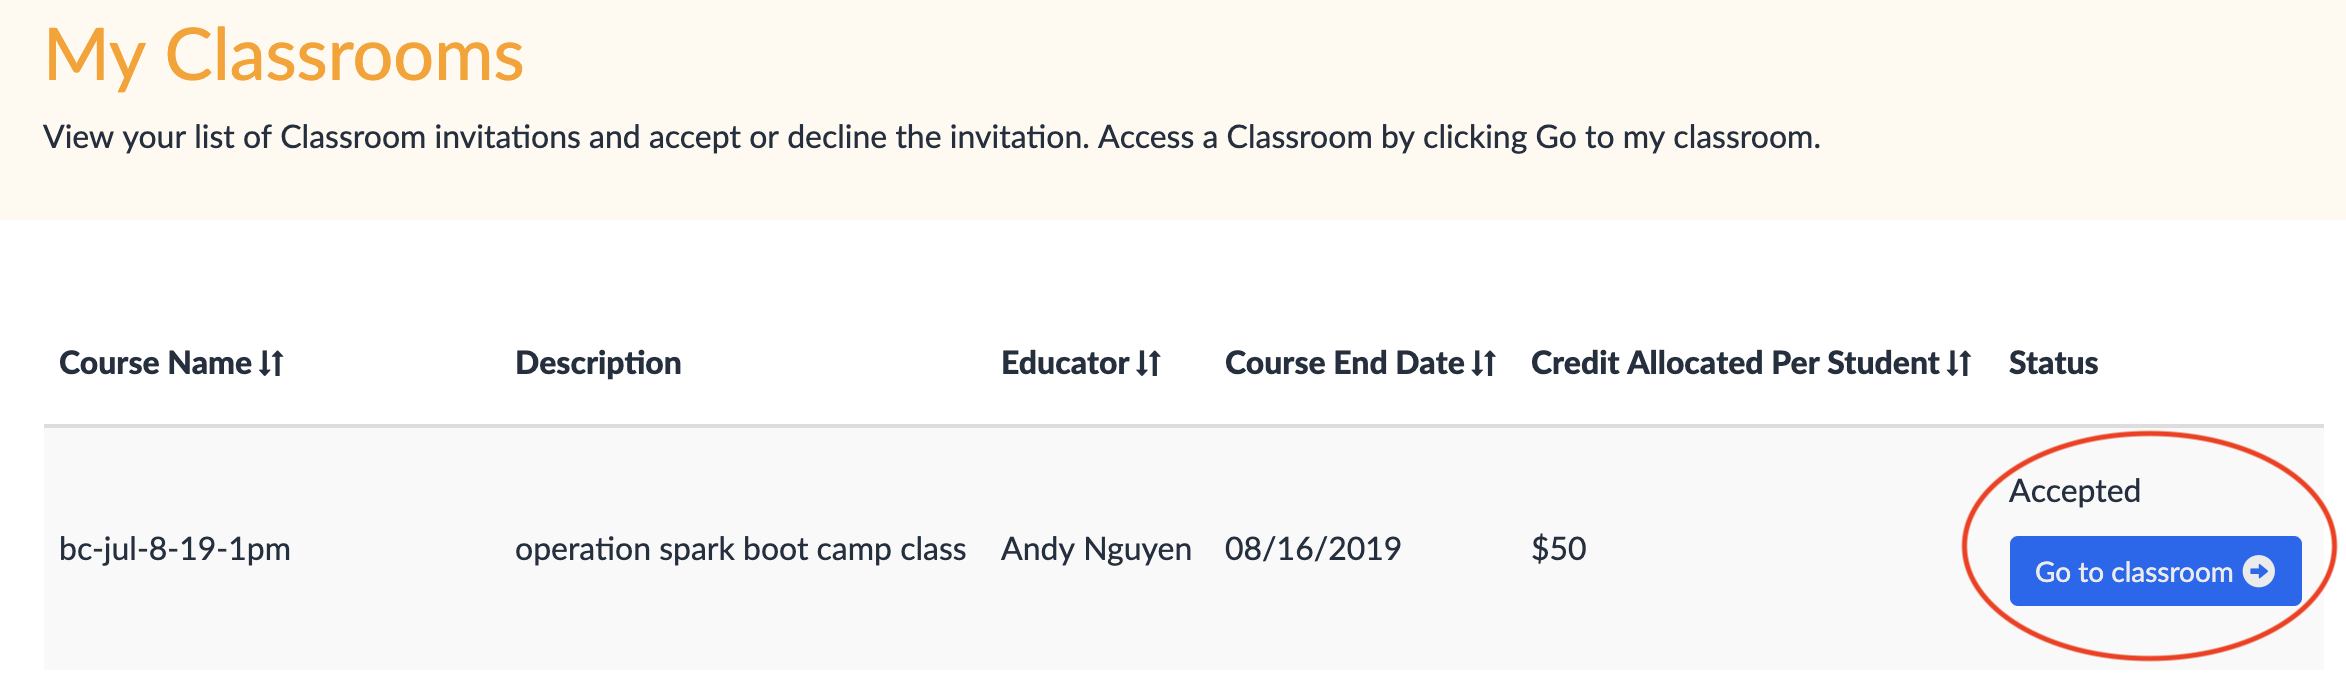 My Classrooms
View your list of Classroom invitations and accept or decline the invitation. Access a Classroom by clicking Go to my classroom.
Course Name Description Educator Course End Date Credit Allocated Per Student Status
Accepted
bc-jul-8-19-1pm operation spark boot camp class Andy Nguyen 08/16/2019 $50
Go to classroom